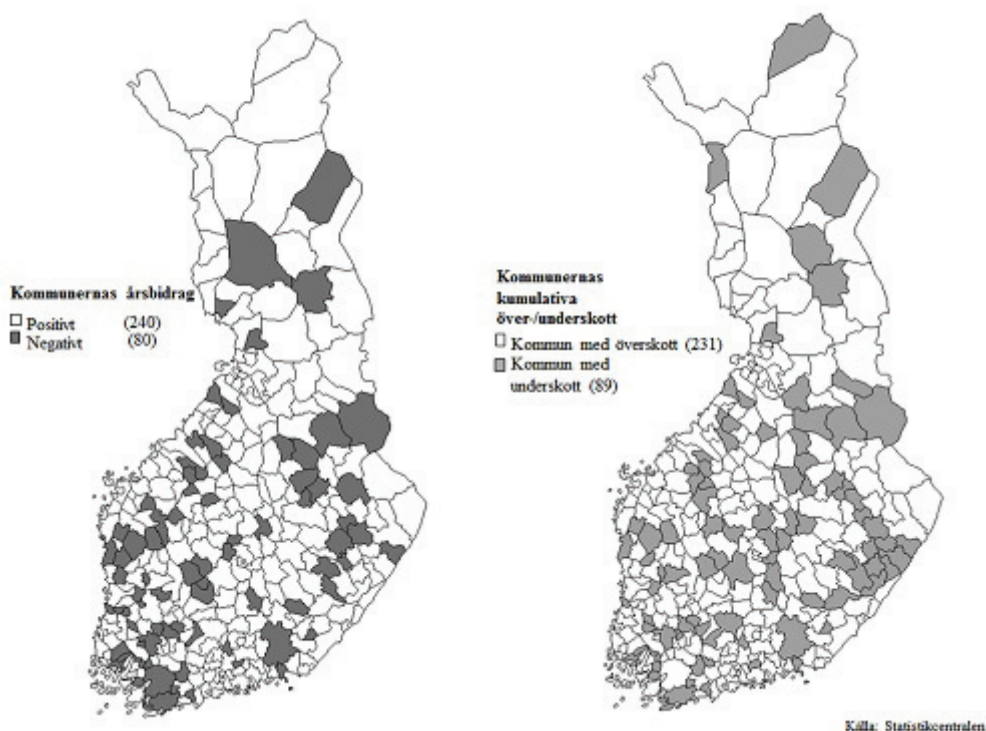 Kommunernas årsbidrag
Positivt (240)
Negativt (80)
Kommunernas
kumulativa
över-/underskott
Kommun med överskott (231)
Kommun med
underskott (89)
Källa: Statistikcentralen